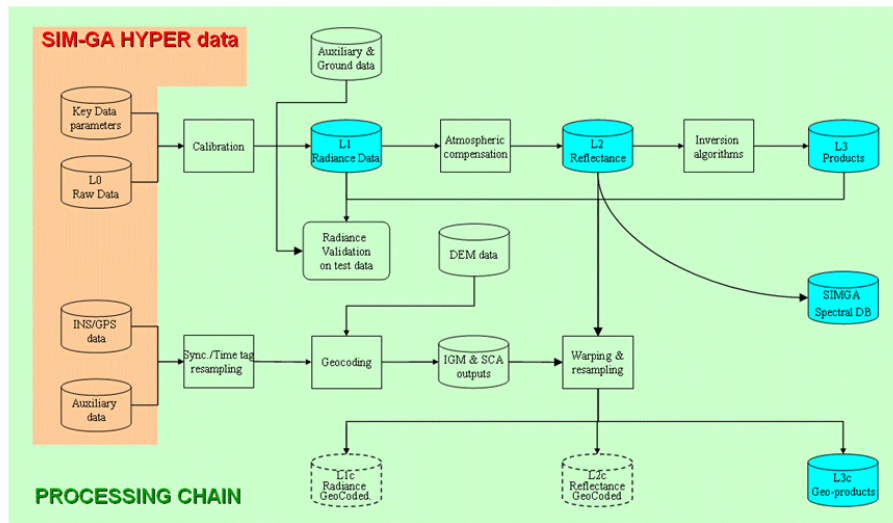 SIM-GA HYPER data
Auxiliary &
Ground data
Key Data
parameters
L0
Raw Data
Calibration
L1
Radiance Data
Atmospheric
compensation
L2
Reflectance
Inversion
algorithms
L3
Products
Radiance
Validation
on test data
DEM data
SIMGA
Spectral DB
INS/GPS
data
Auxiliary
data
Sync./Time tag
resampling
Geocoding
IGM & SCA
outputs
Warping &
resampling
L1c
Radiance
GeoCoded.
L2c
Reflectance
GeoCoded
L3c
Geo-products
PROCESSING CHAIN